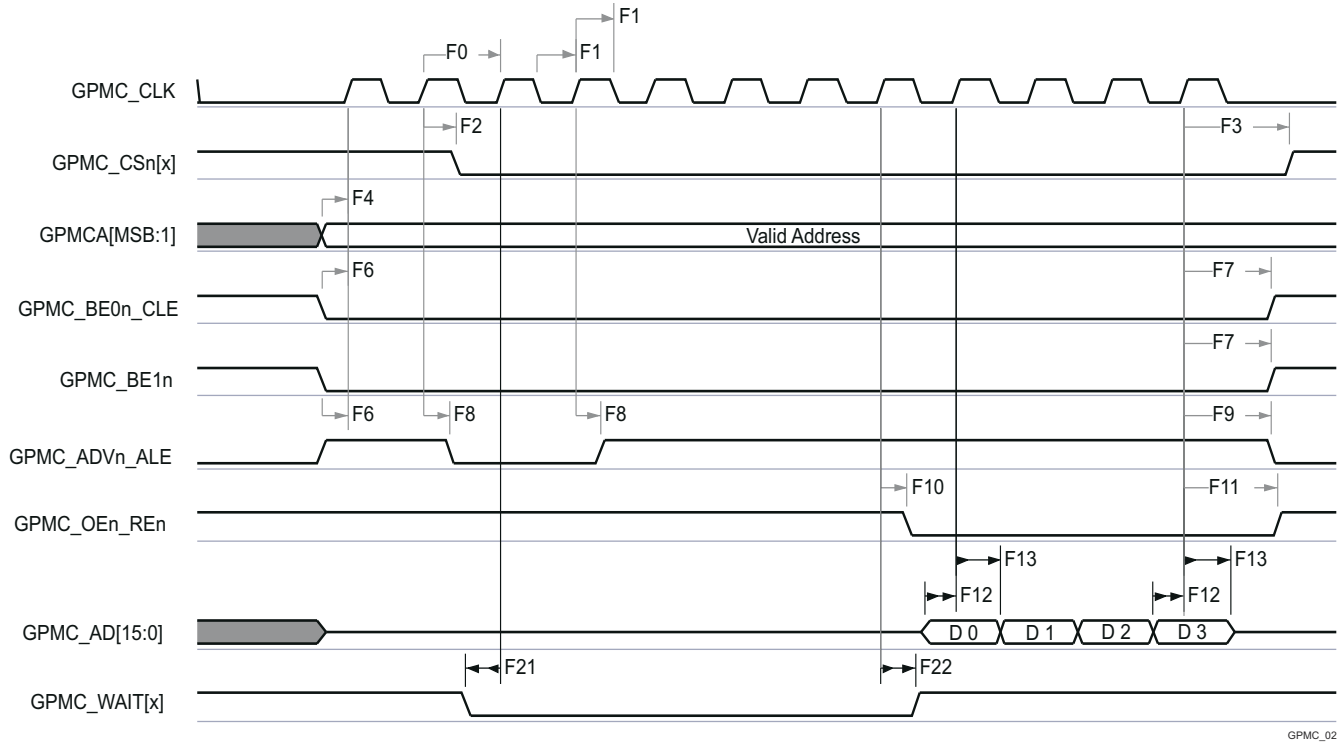 F1
F0
F1
GPMC_CLK
F2
F3
GPMC_CSn[x]
F4
GPMCA[MSB:1]
Valid Address
F6
F7
GPMC_BE0n_CLE
F7
GPMC_BE1n
F6
F8
F8
F9
GPMC_ADVn_ALE
F10
F11
GPMC_OEn_REn
F13
F13
F12
F12
GPMC_AD[15:0]
D 0
D 1
D 2
D 3
F21
F22
GPMC_WAIT[x]
GPMC_02